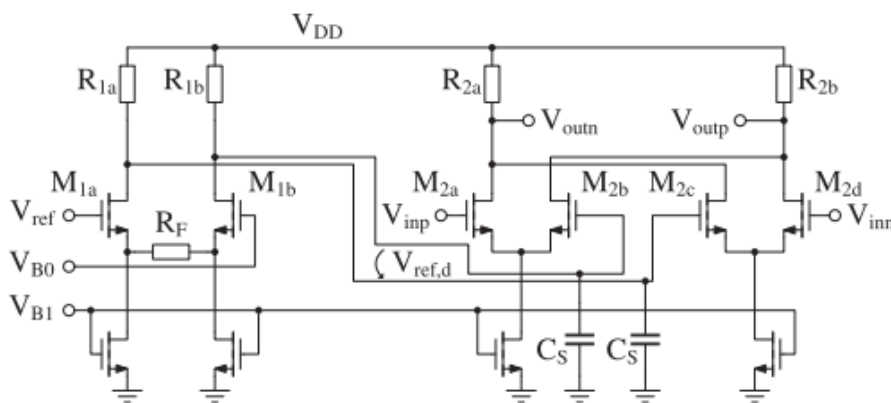 V_DD
R_1a
R_1b
R_2a
R_2b
V_outn
V_outp
M_1a
M_1b
M_2a
M_2b
M_2c
M_2d
V_ref
R_F
V_inp
V_inn
V_B0
V_ref,d
V_B1
C_S
C_S